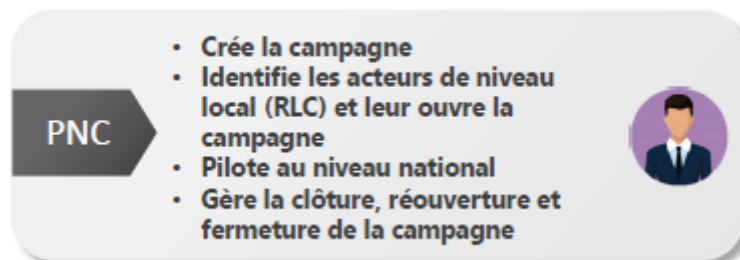 PNC
• Crée la campagne
• Identifie les acteurs de niveau
local (RLC) et leur ouvre la
campagne
• Pilote au niveau national
• Gère la clôture, réouverture et
fermeture de la campagne